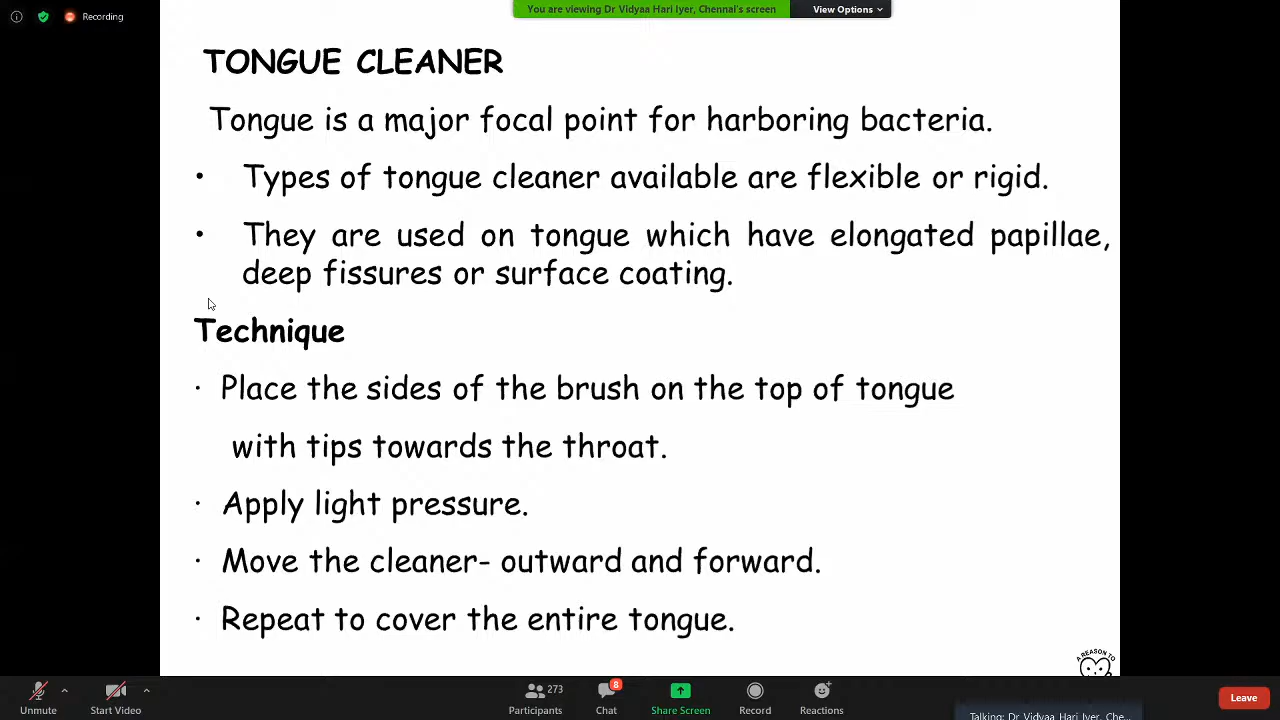 Recording
You are viewing Dr Vidyaa Hari Iyer, Chennai's screen
View Options
TONGUE CLEANER
Tongue is a major focal point for harboring bacteria.
• Types of tongue cleaner available are flexible or rigid.
• They are used on tongue which have elongated papillae,
deep fissures or surface coating.
Technique
· Place the sides of the brush on the top of tongue
with tips towards the throat.
· Apply light pressure.
· Move the cleaner- outward and forward.
· Repeat to cover the entire tongue.
A REASON TO
Unmute
Start Video
273
Participants
8
Chat
Share Screen
Record
Reactions
Leave
Talking: Dr Vidyaa Hari Iyer, Che...